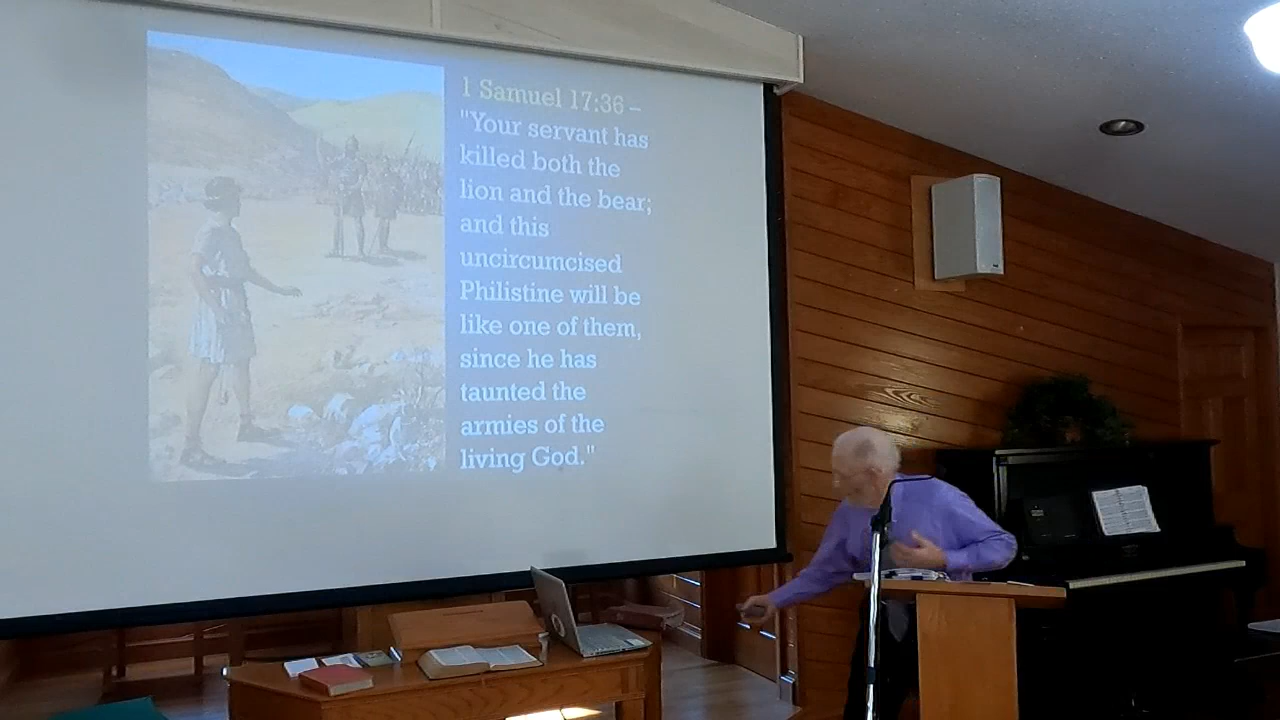 1 Samuel 17:36 –
"Your servant has
killed both the
lion and the bear;
and this
uncircumcised
Philistine will be
like one of them,
since he has
taunted the
armies of the
living God."